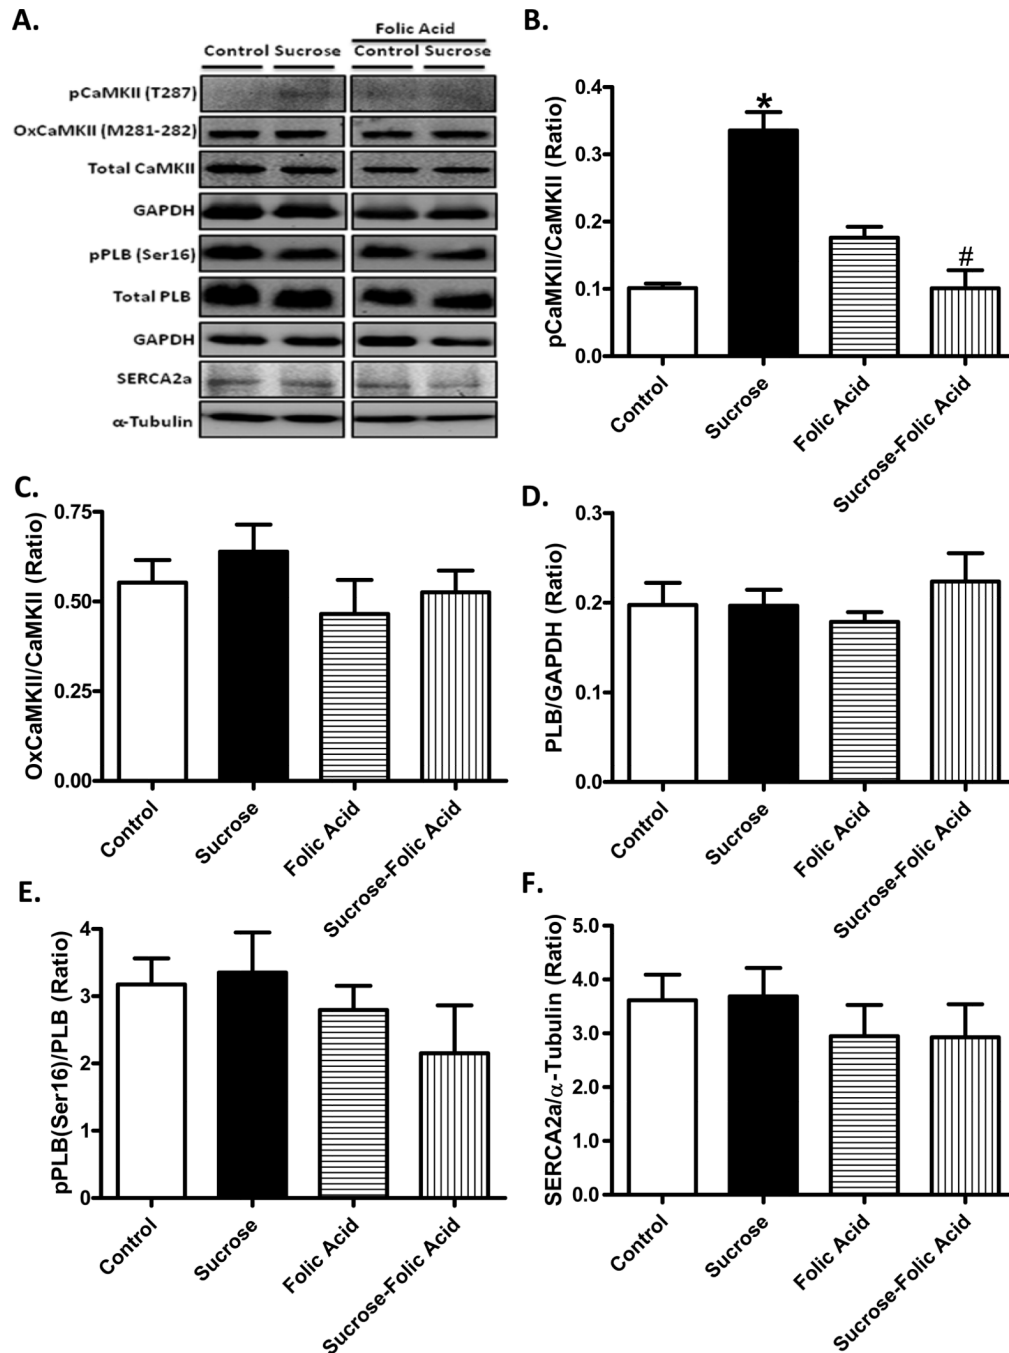 A.
Folic Acid
Control Sucrose Control Sucrose
pCaMKII (T287)
OxCaMKII (M281-282)
Total CaMKII
GAPDH
pPLB (Ser16)
Total PLB
GAPDH
SERCA2a
α-Tubulin
B.
pCaMKII/CaMKII (Ratio)
0.4
0.3
0.2
0.1
0.0
*
#
Control
Sucrose
Folic Acid
Sucrose-Folic Acid
C.
OxCaMKII/CaMKII (Ratio)
0.75
0.50
0.25
0.00
Control
Sucrose
Folic Acid
Sucrose-Folic Acid
D.
PLB/GAPDH (Ratio)
0.3
0.2
0.1
0.0
Control
Sucrose
Folic Acid
Sucrose-Folic Acid
E.
pPLB(Ser16)/PLB (Ratio)
4
3
2
1
0
Control
Sucrose
Folic Acid
Sucrose-Folic Acid
F.
SERCA2a/α-Tubulin (Ratio)
5.0
4.0
3.0
2.0
1.0
0.0
Control
Sucrose
Folic Acid
Sucrose-Folic Acid